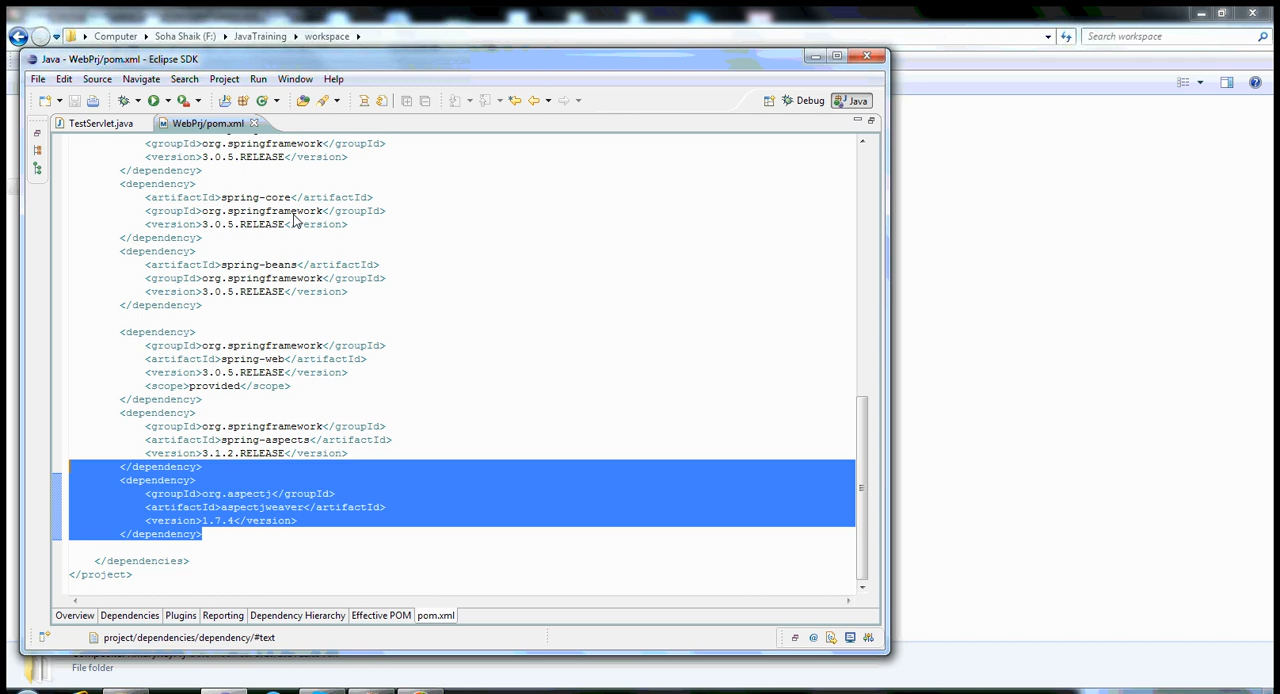 Computer
Soha Shaik (F:)
JavaTraining
workspace
Search workspace
Java - WebPrj/pom.xml - Eclipse SDK
File Edit Source Navigate Search Project Run Window Help
Debug
Java
TestServlet.java
WebPrj/pom.xml
<groupId>org.springframework</groupId>
<version>3.0.5.RELEASE</version>
</dependency>
<dependency>
<artifactId>spring-core</artifactId>
<groupId>org.springframework</groupId>
<version>3.0.5.RELEASE</version>
</dependency>
<dependency>
<artifactId>spring-beans</artifactId>
<groupId>org.springframework</groupId>
<version>3.0.5.RELEASE</version>
</dependency>
<dependency>
<groupId>org.springframework</groupId>
<artifactId>spring-web</artifactId>
<version>3.0.5.RELEASE</version>
<scope>provided</scope>
</dependency>
<dependency>
<groupId>org.springframework</groupId>
<artifactId>spring-aspects</artifactId>
<version>3.1.2.RELEASE</version>
</dependency>
<dependency>
<groupId>org.aspectj</groupId>
<artifactId>aspectjweaver</artifactId>
<version>1.7.4</version>
</dependency>
</dependencies>
</project>
Overview Dependencies Plugins Reporting Dependency Hierarchy Effective POM pom.xml
project/dependencies/dependency/#text
File folder